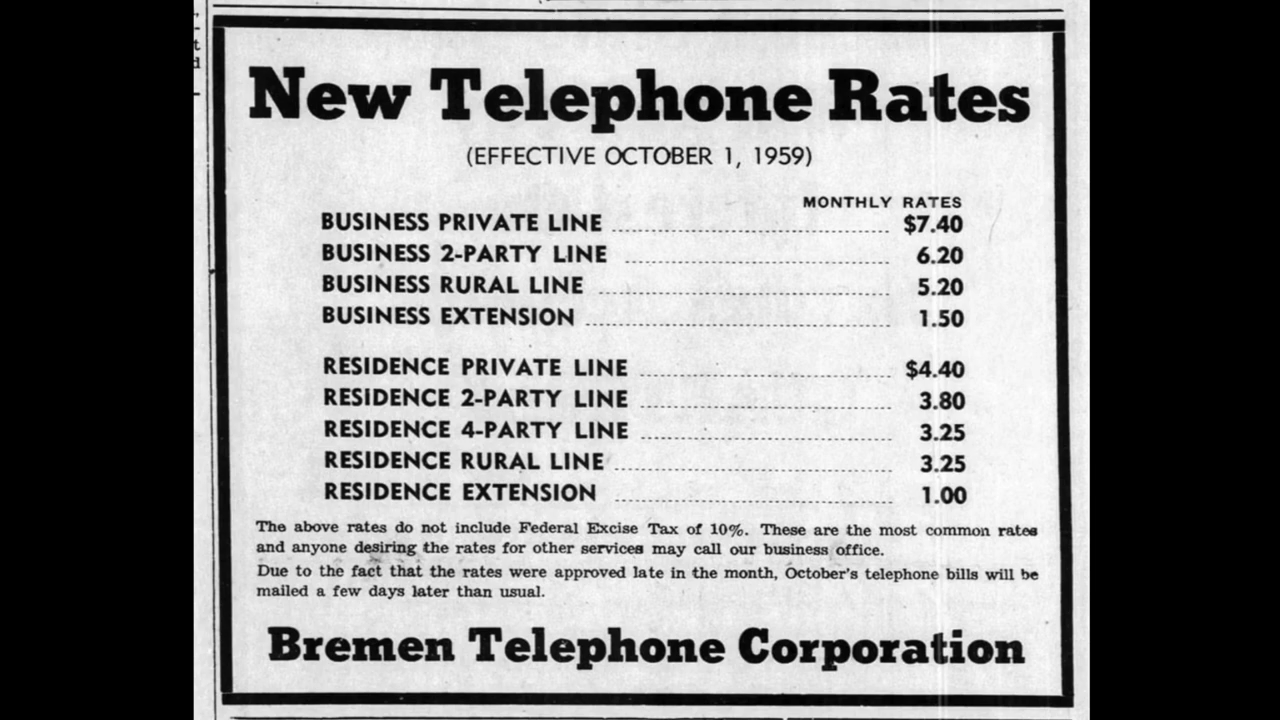 New Telephone Rates
(EFFECTIVE OCTOBER 1, 1959)
MONTHLY RATES
BUSINESS PRIVATE LINE $7.40
BUSINESS 2-PARTY LINE 6.20
BUSINESS RURAL LINE 5.20
BUSINESS EXTENSION 1.50
RESIDENCE PRIVATE LINE $4.40
RESIDENCE 2-PARTY LINE 3.80
RESIDENCE 4-PARTY LINE 3.25
RESIDENCE RURAL LINE 3.25
RESIDENCE EXTENSION 1.00
The above rates do not include Federal Excise Tax of 10%. These are the most common rates
and anyone desiring the rates for other services may call our business office.
Due to the fact that the rates were approved late in the month, October's telephone bills will be
mailed a few days later than usual.
Bremen Telephone Corporation